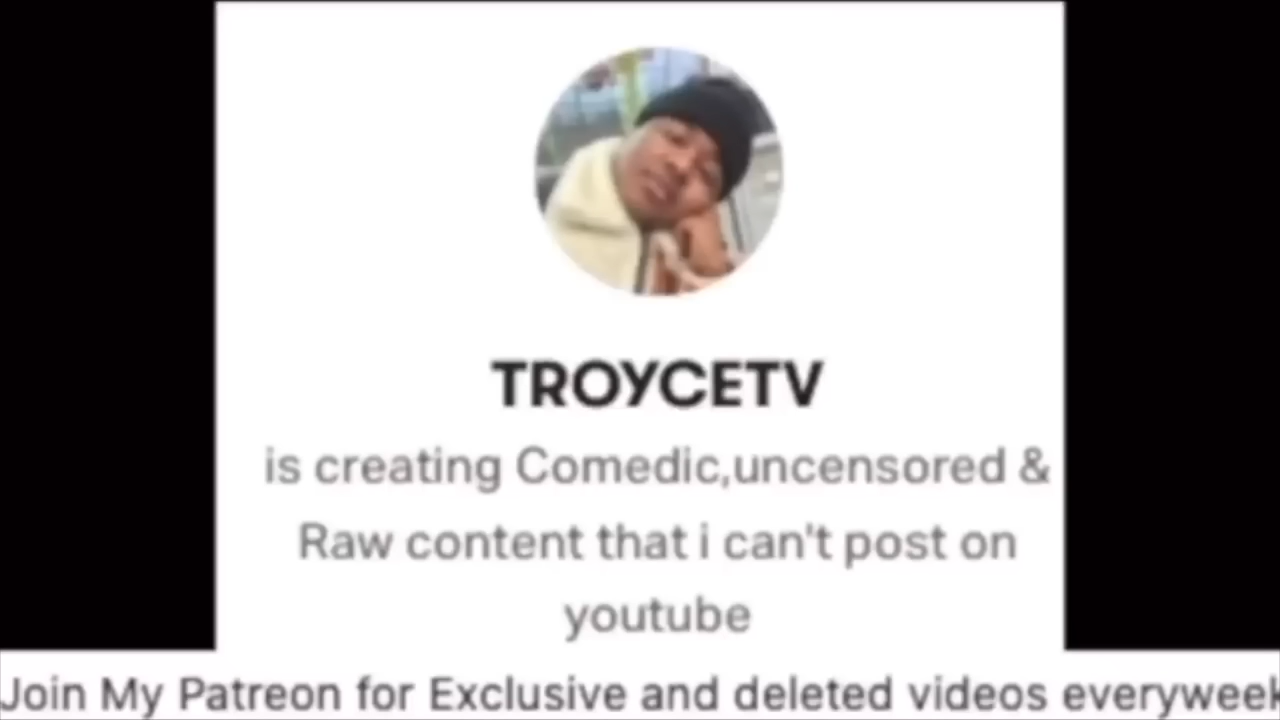 TROYCETV
is creating Comedic,uncensored &
Raw content that i can't post on
youtube
Join My Patreon for Exclusive and deleted videos everyweek